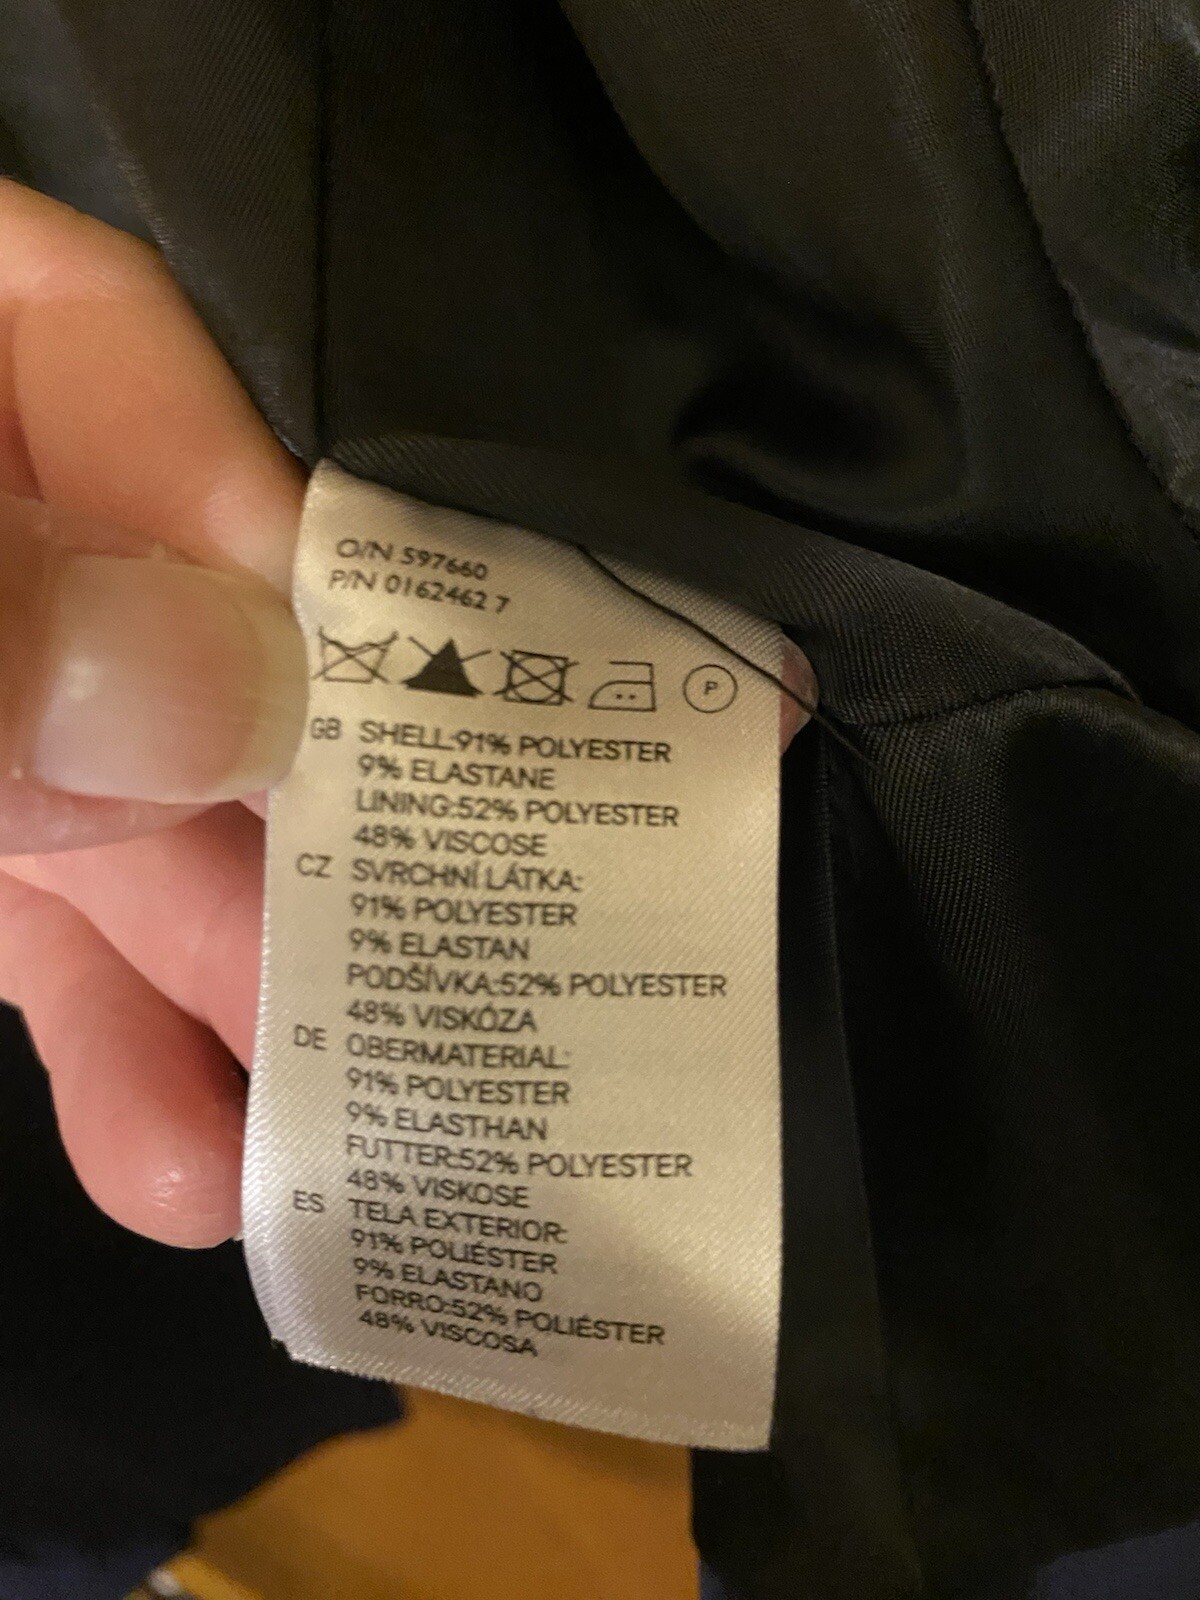 O/N 597660
P/N 0162462 7
P
GB SHELL:91% POLYESTER
9% ELASTANE
LINING:52% POLYESTER
48% VISCOSE
CZ SVRCHNÍ LÁTKA:
91% POLYESTER
9% ELASTAN
PODŠÍVKA:52% POLYESTER
48% VISKÓZA
DE OBERMATERIAL:
91% POLYESTER
9% ELASTHAN
FUTTER:52% POLYESTER
48% VISKOSE
ES TELA EXTERIOR:
91% POLIÉSTER
9% ELASTANO
FORRO:52% POLIÉSTER
48% VISCOSA